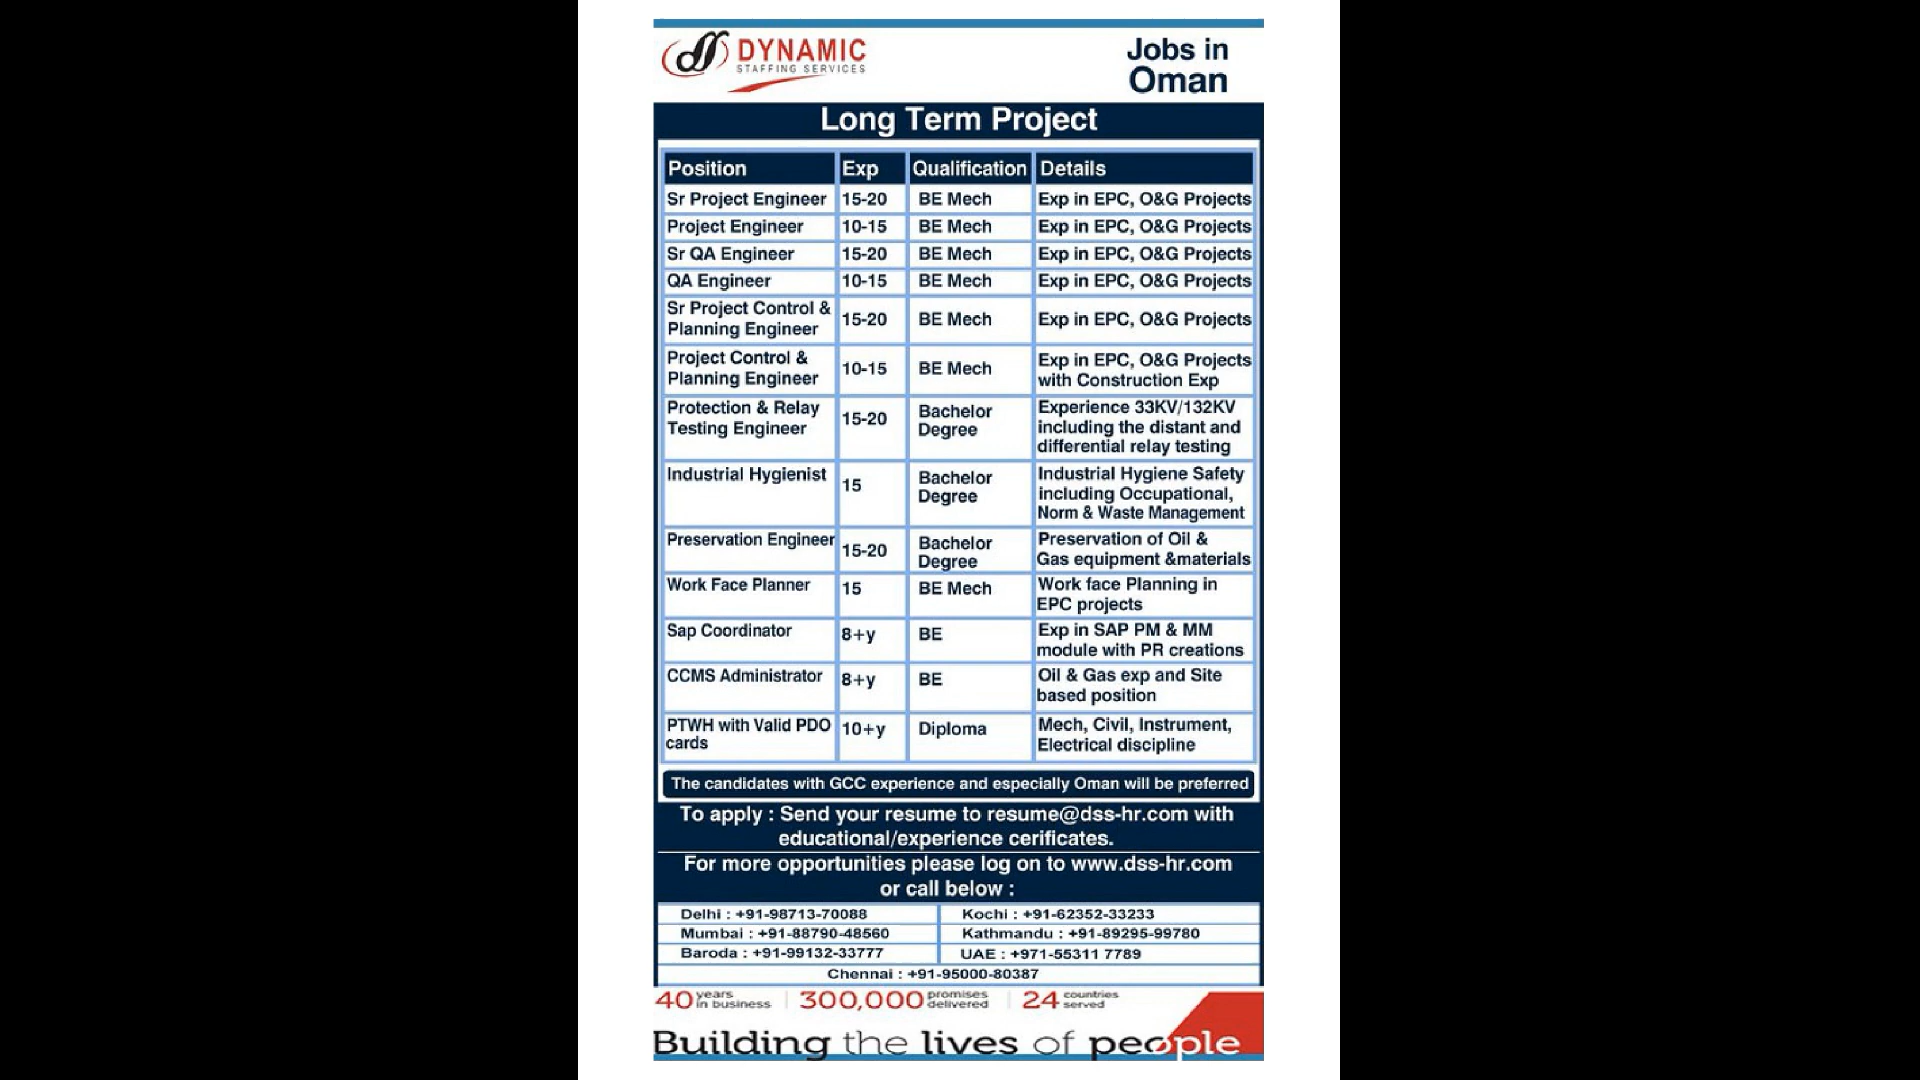 DYNAMIC
STAFFING SERVICES
Jobs in
Oman
Long Term Project
Position Exp Qualification Details
Sr Project Engineer 15-20 BE Mech Exp in EPC, O&G Projects
Project Engineer 10-15 BE Mech Exp in EPC, O&G Projects
Sr QA Engineer 15-20 BE Mech Exp in EPC, O&G Projects
QA Engineer 10-15 BE Mech Exp in EPC, O&G Projects
Sr Project Control &
Planning Engineer
15-20 BE Mech Exp in EPC, O&G Projects
Project Control &
Planning Engineer
10-15 BE Mech
Exp in EPC, O&G Projects
with Construction Exp
Protection & Relay
Testing Engineer
15-20
Bachelor
Degree
Experience 33KV/132KV
including the distant and
differential relay testing
Industrial Hygienist
15
Bachelor
Degree
Industrial Hygiene Safety
including Occupational,
Norm & Waste Management
Preservation Engineer
15-20
Bachelor
Degree
Preservation of Oil &
Gas equipment &materials
Work Face Planner
15
BE Mech
Work face Planning in
EPC projects
Sap Coordinator
8+y
BE
Exp in SAP PM & MM
module with PR creations
CCMS Administrator
8+y
BE
Oil & Gas exp and Site
based position
PTWH with Valid PDO
cards
10+y
Diploma
Mech, Civil, Instrument,
Electrical discipline
The candidates with GCC experience and especially Oman will be preferred
To apply : Send your resume to resume@dss-hr.com with
educational/experience cerificates.
For more opportunities please log on to www.dss-hr.com
or call below :
Delhi : +91-98713-70088 Kochi : +91-62352-33233
Mumbai : +91-88790-48560 Kathmandu : +91-89295-99780
Baroda : +91-99132-33777 UAE : +971-55311 7789
Chennai : +91-95000-80387
40 years in business 300,000 promises delivered 24 countries served
Building the lives of people